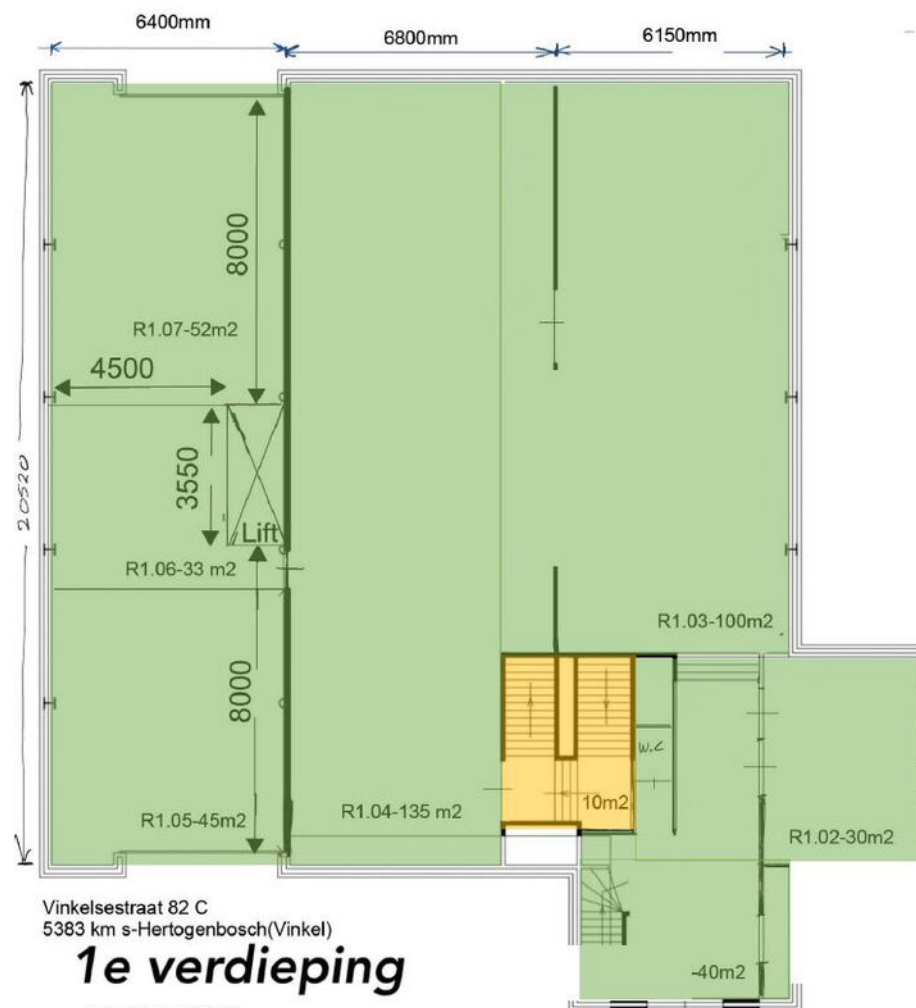 6400mm
6800mm
6150mm
8000
R1.07-52m2
4500
3550
20520
Lift
R1.06-33 m2
R1.03-100m2
8000
W.C
R1.04-135 m2
10m2
R1.05-45m2
R1.02-30m2
Vinkelsestraat 82 C
5383 km s-Hertogenbosch(Vinkel)
1e verdieping
-40m2